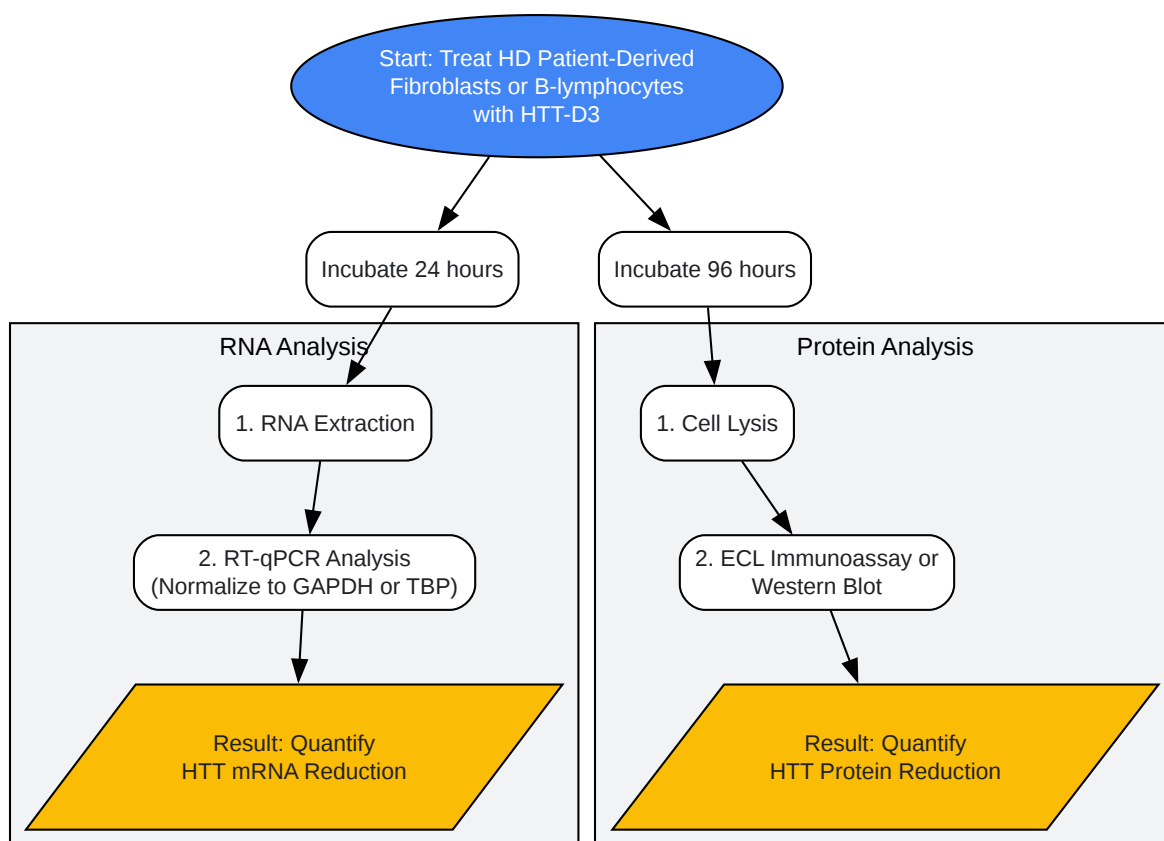 Start: Treat HD Patient-Derived
Fibroblasts or B-lymphocytes
with HTT-D3
Incubate 24 hours
Incubate 96 hours
RNA Analysis
1. RNA Extraction
2. RT-qPCR Analysis
(Normalize to GAPDH or TBP)
Result: Quantify
HTT mRNA Reduction
Protein Analysis
1. Cell Lysis
2. ECL Immunoassay or
Western Blot
Result: Quantify
HTT Protein Reduction